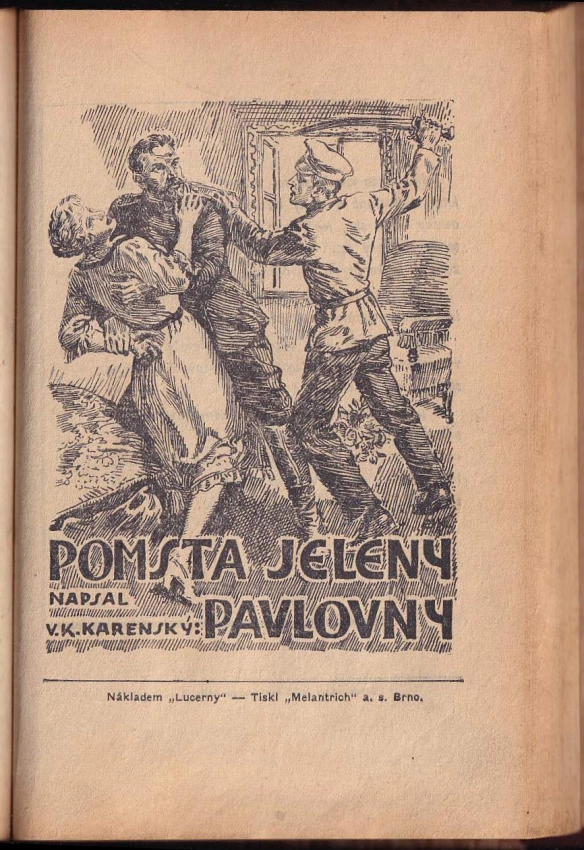 POMSTA JELENY
NAPSAL
V.K.KARENSKÝ: PAVLOVNY
Nákladem „Lucerny“ — Tiskl „Melantrich“ a. s. Brno.